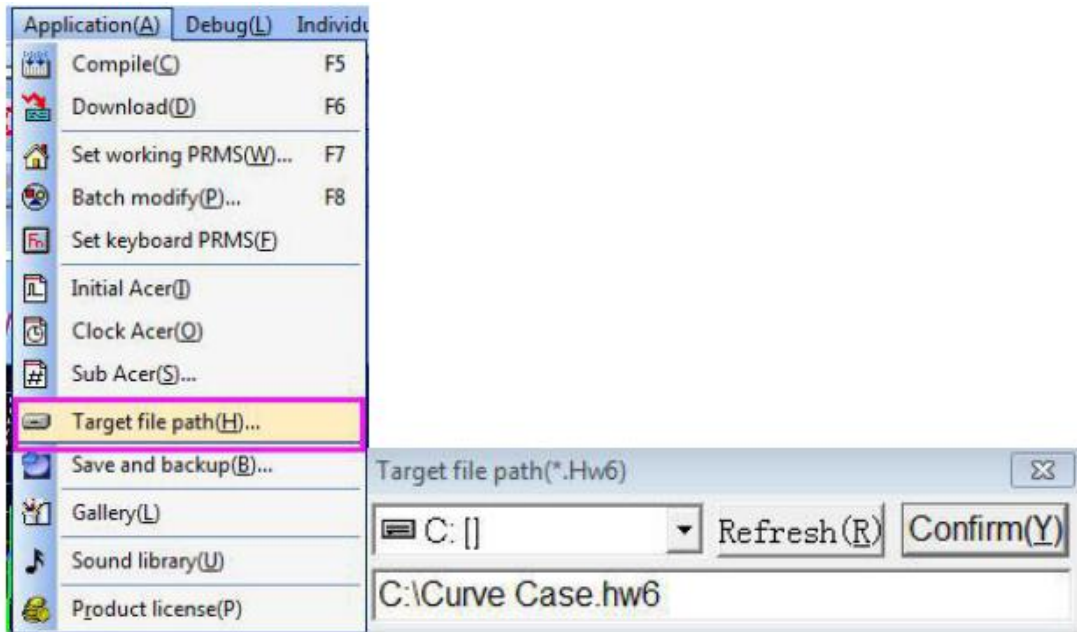 Application(A) Debug(L) Individu
Compile(C) F5
Download(D) F6
Set working PRMS(W)... F7
Batch modify(P)... F8
Fn Set keyboard PRMS(F)
Initial Acer(I)
Clock Acer(O)
# Sub Acer(S)...
Target file path(H)...
Save and backup(B)...
Gallery(L)
Sound library(U)
Product license(P)
Target file path(*.Hw6)
C: [] Refresh(R) Confirm(Y)
C:\Curve Case.hw6